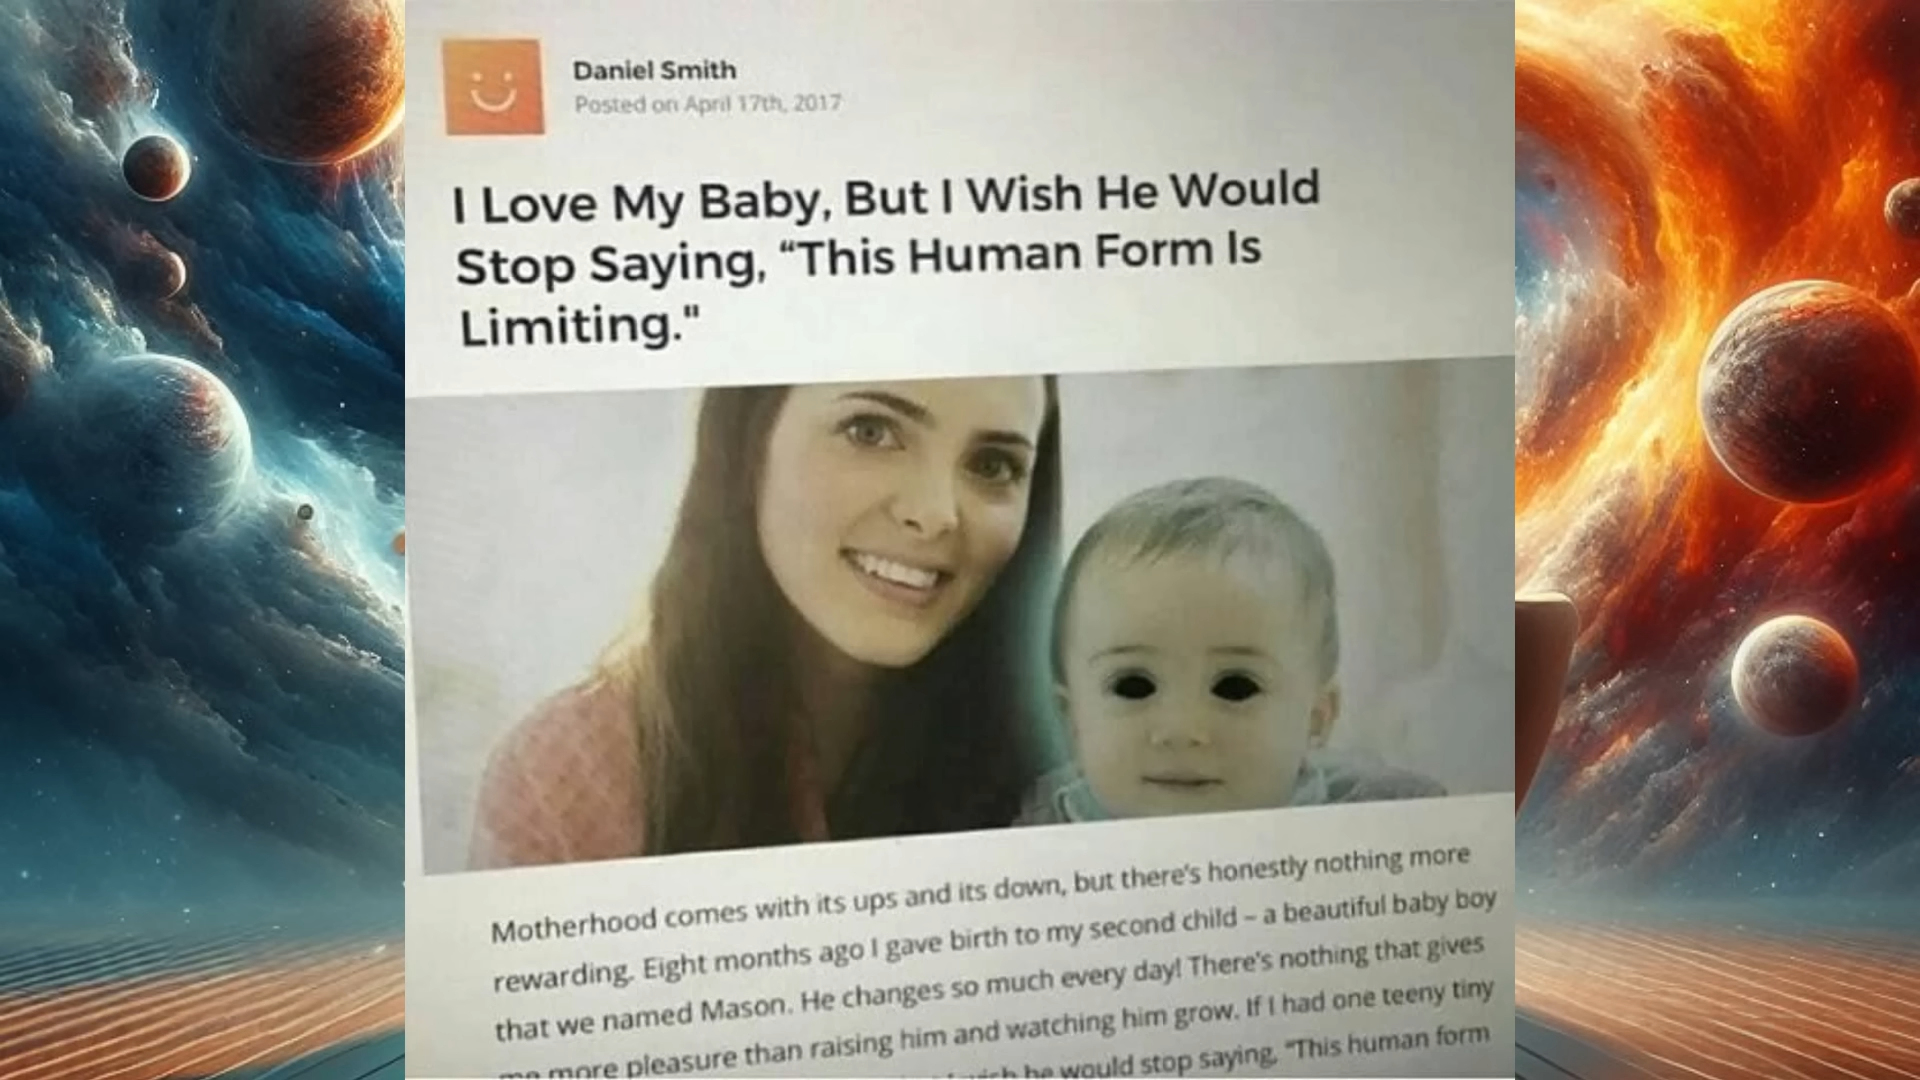 Daniel Smith
Posted on April 17th, 2017
I Love My Baby, But I Wish He Would
Stop Saying, “This Human Form Is
Limiting."
Motherhood comes with its ups and its down, but there's honestly nothing more
rewarding. Eight months ago I gave birth to my second child – a beautiful baby boy
that we named Mason. He changes so much every day! There's nothing that gives
me more pleasure than raising him and watching him grow. If I had one teeny tiny
wish he would stop saying, “This human form